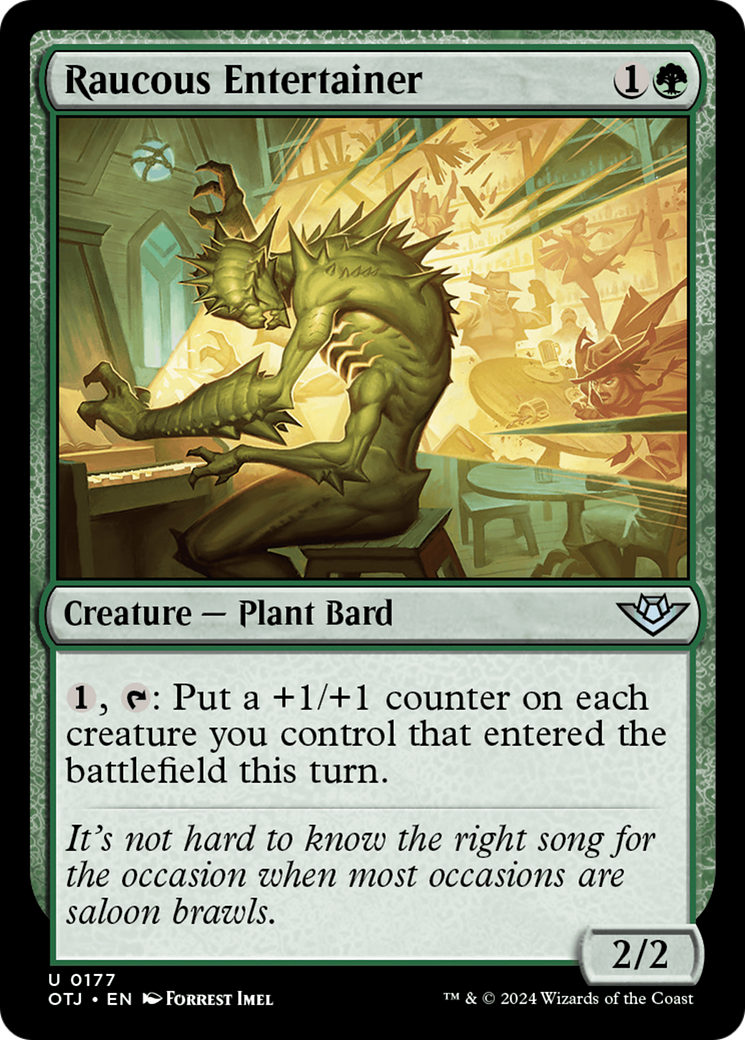 Raucous Entertainer 1
Creature — Plant Bard
1, : Put a +1/+1 counter on each
creature you control that entered the
battlefield this turn.
It's not hard to know the right song for
the occasion when most occasions are
saloon brawls.
2/2
U 0177
OTJ • EN Forrest Imel
™ & © 2024 Wizards of the Coast